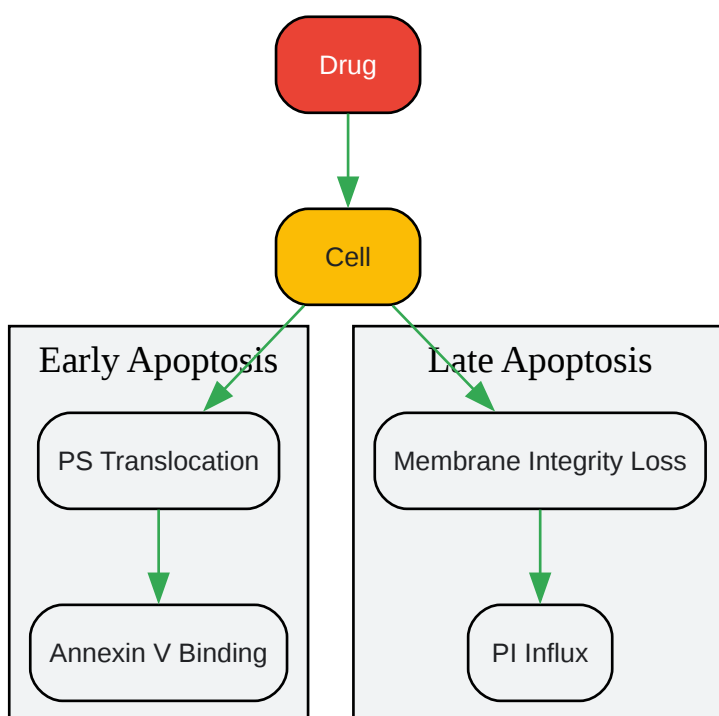 Drug
Cell
Early Apoptosis
Late Apoptosis
PS Translocation
Membrane Integrity Loss
Annexin V Binding
PI Influx